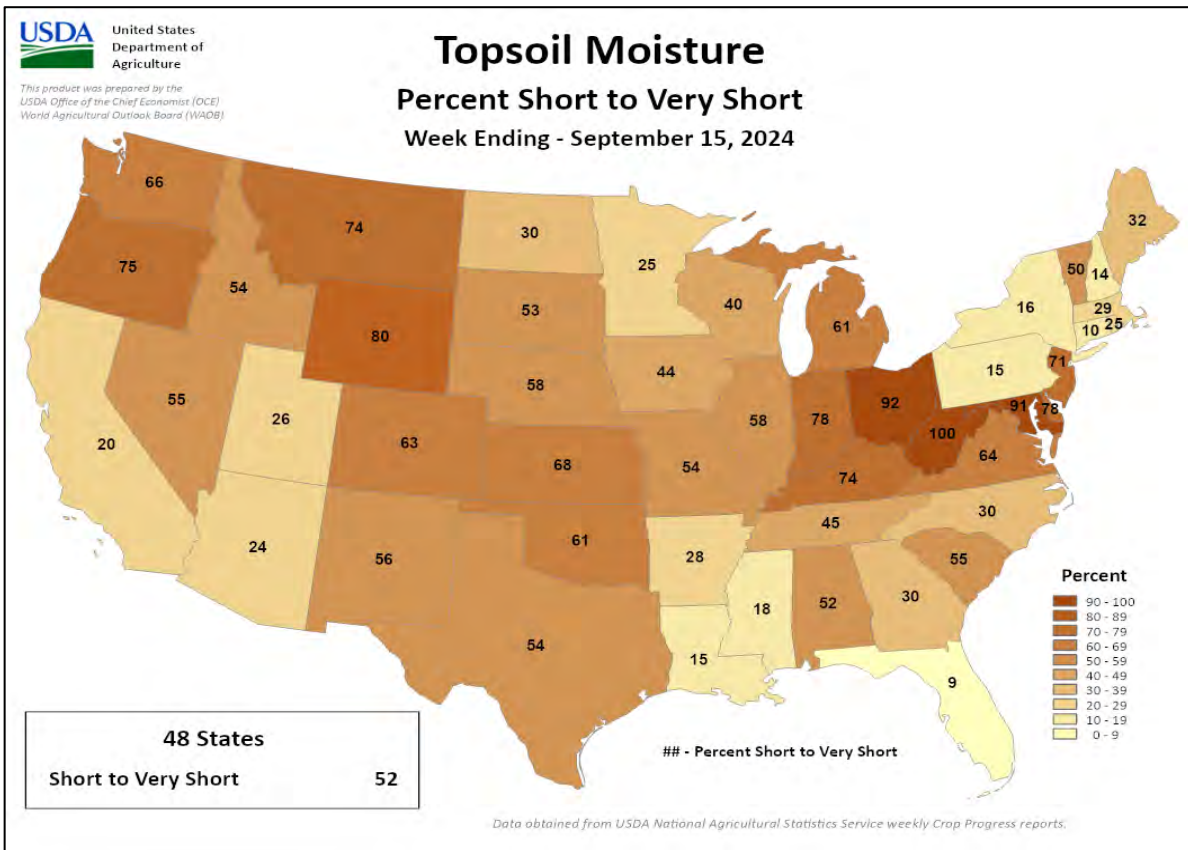 USDA
United States
Department of
Agriculture
This product was prepared by the
USDA Office of the Chief Economist (OCE)
World Agricultural Outlook Board (WAOB)
Topsoil Moisture
Percent Short to Very Short
Week Ending - September 15, 2024
66
74
30
25
32
75
54
53
40
50
14
16
29
80
61
10
25
58
44
15
71
55
26
92
91
78
20
63
58
78
100
68
54
64
74
24
56
61
28
45
30
55
18
52
30
54
15
9
Percent
90 - 100
80 - 89
70 - 79
60 - 69
50 - 59
40 - 49
30 - 39
20 - 29
10 - 19
0 - 9
48 States
Short to Very Short 52
## - Percent Short to Very Short
Data obtained from USDA National Agricultural Statistics Service weekly Crop Progress reports.